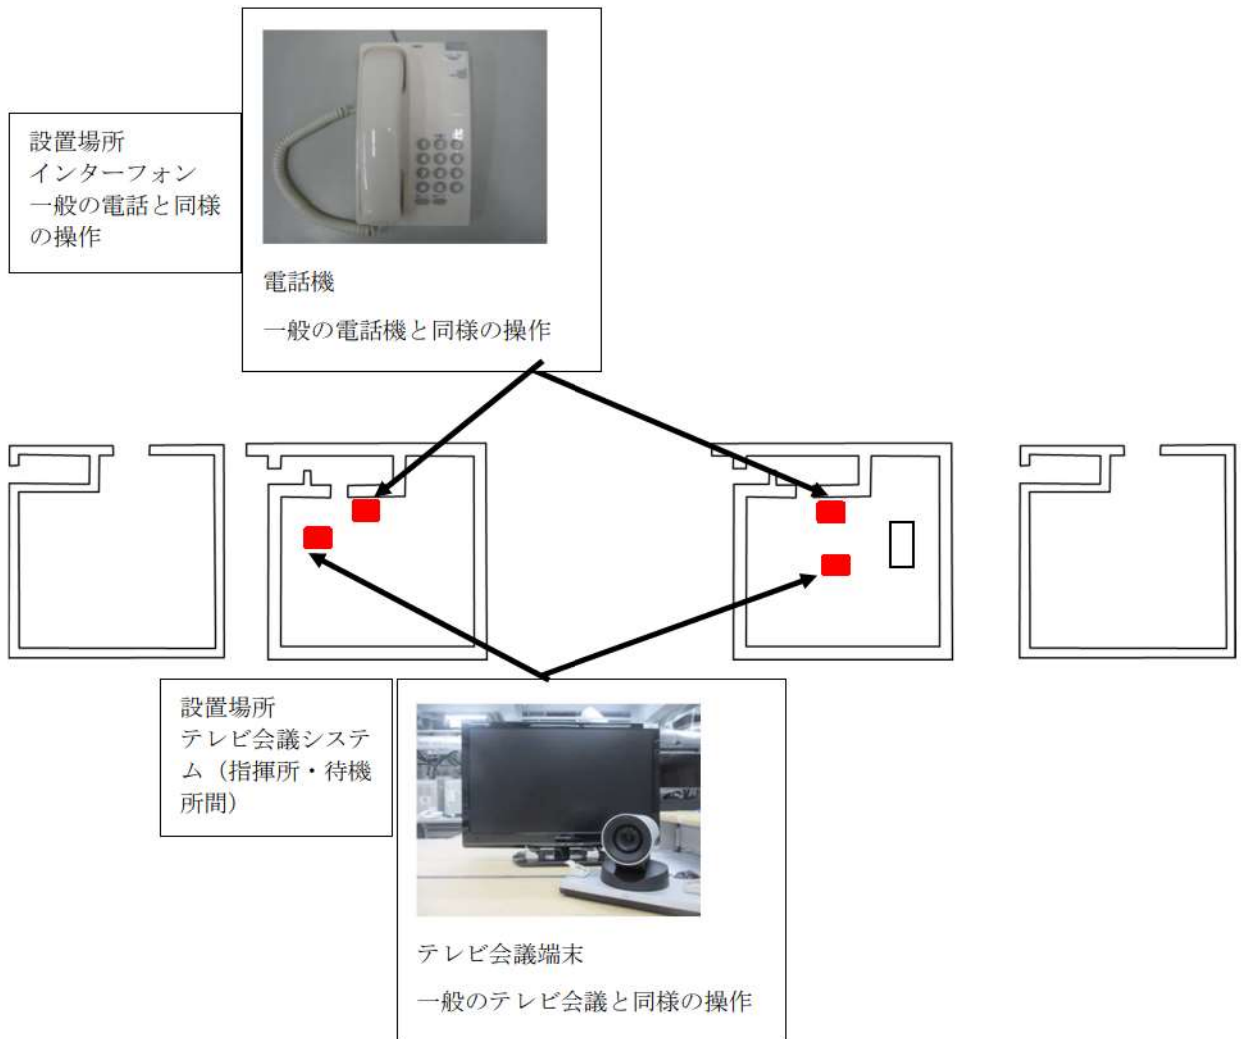 設置場所
インターフォン
一般の電話と同様
の操作
電話機
一般の電話機と同様の操作
設置場所
テレビ会議システ
ム（指揮所・待機
所間）
テレビ会議端末
一般のテレビ会議と同様の操作